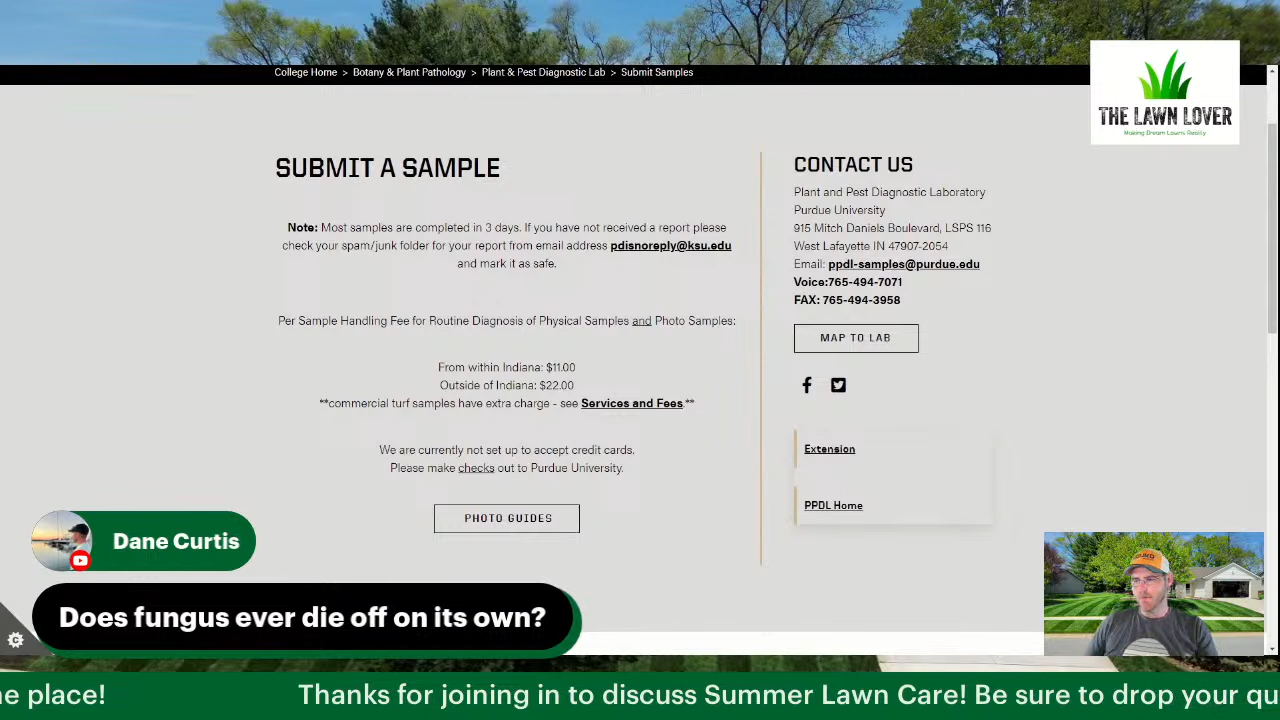 College Home > Botany & Plant Pathology > Plant & Pest Diagnostic Lab > Submit Samples
THE LAWN LOVER
Making Dream Lawns Reality
SUBMIT A SAMPLE
Note: Most samples are completed in 3 days. If you have not received a report please
check your spam/junk folder for your report from email address pdisnoreply@ksu.edu
and mark it as safe.
Per Sample Handling Fee for Routine Diagnosis of Physical Samples and Photo Samples:
From within Indiana: $11.00
Outside of Indiana: $22.00
**commercial turf samples have extra charge - see Services and Fees.**
We are currently not set up to accept credit cards.
Please make checks out to Purdue University.
PHOTO GUIDES
CONTACT US
Plant and Pest Diagnostic Laboratory
Purdue University
915 Mitch Daniels Boulevard, LSPS 116
West Lafayette IN 47907-2054
Email: ppdl-samples@purdue.edu
Voice:765-494-7071
FAX: 765-494-3958
MAP TO LAB
Extension
PPDL Home
Dane Curtis
Does fungus ever die off on its own?
e place! Thanks for joining in to discuss Summer Lawn Care! Be sure to drop your qu